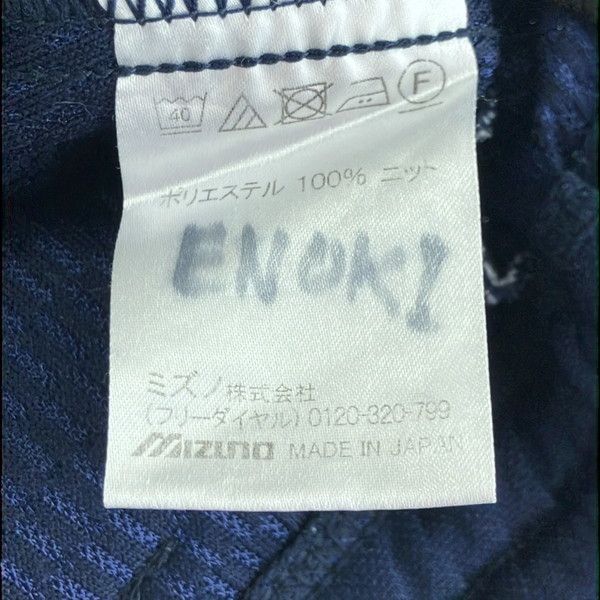 40
F
ポリエステル 100% ニット
ENOKI
ミズノ株式会社
(フリーダイヤル) 0120-320-799
MIZUNO MADE IN JAPAN